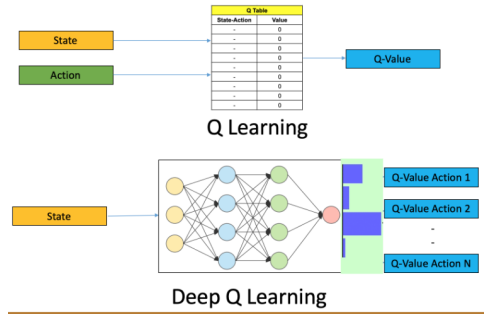 Q Table
State-Action Value
- 0
- 0
- 0
- 0
- 0
- 0
- 0
- 0
- 0
State
Action
Q-Value
Q Learning
State
Q-Value Action 1
Q-Value Action 2
-
-
Q-Value Action N
Deep Q Learning